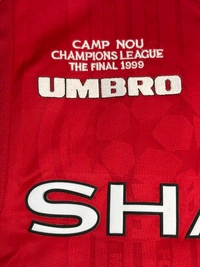 CAMP NOU
CHAMPIONS LEAGUE
THE FINAL 1999
UMBRO
SHA